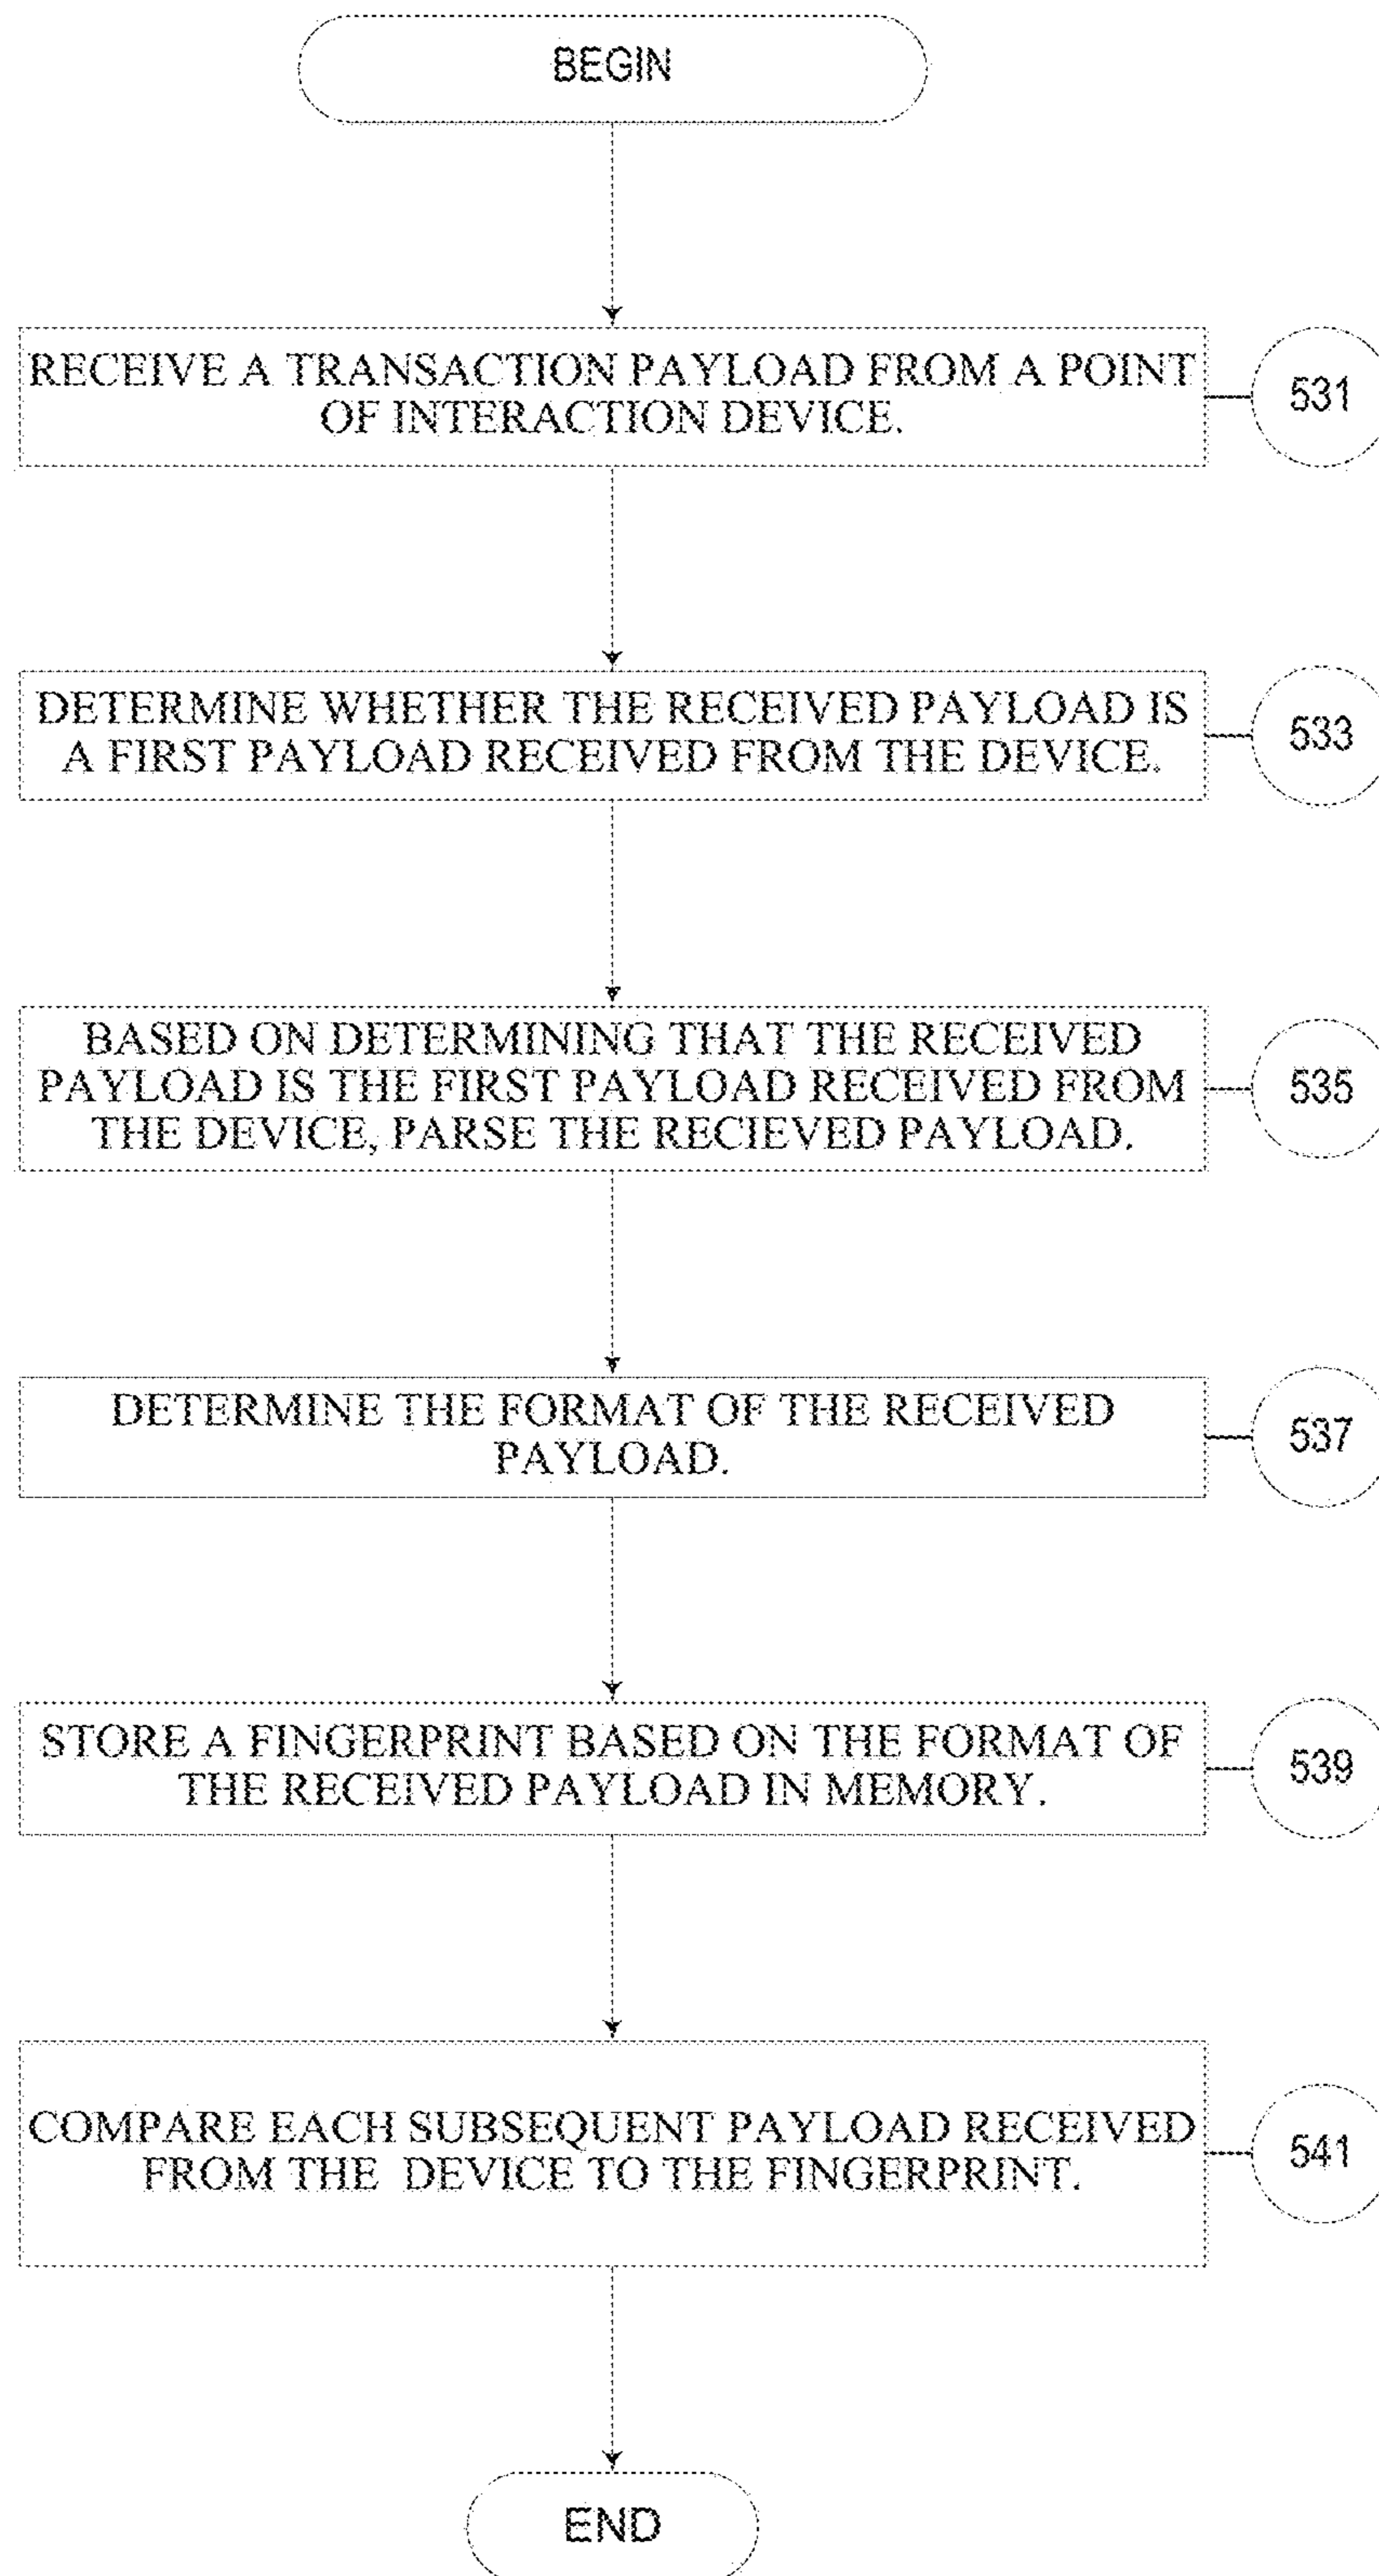 BEGIN
RECEIVE A TRANSACTION PAYLOAD FROM A POINT
OF INTERACTION DEVICE.
531
DETERMINE WHETHER THE RECEIVED PAYLOAD IS
A FIRST PAYLOAD RECEIVED FROM THE DEVICE.
533
BASED ON DETERMINING THAT THE RECEIVED
PAYLOAD IS THE FIRST PAYLOAD RECEIVED FROM
THE DEVICE, PARSE THE RECIEVED PAYLOAD.
535
DETERMINE THE FORMAT OF THE RECEIVED
PAYLOAD.
537
STORE A FINGERPRINT BASED ON THE FORMAT OF
THE RECEIVED PAYLOAD IN MEMORY.
539
COMPARE EACH SUBSEQUENT PAYLOAD RECEIVED
FROM THE DEVICE TO THE FINGERPRINT.
541
END